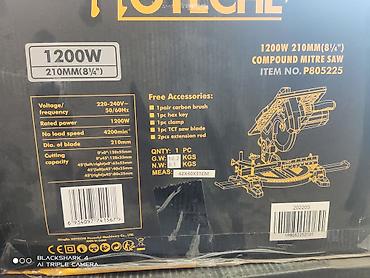 HOTECHE
1200W
210MM(8¼")
1200W 210MM(8¼")
COMPOUND MITRE SAW
ITEM NO.P805225
Voltage/
frequency
220-240V~
50/60Hz
Rated power 1200W
No load speed 4200min⁻¹
Dia. of blade 210mm
Cutting
capacity
Free Accessories:
1pair carbon brush
1pc hex key
1pc clamp
1pc TCT saw blade
2pcs extension rod
QNTY: 1 PC
G.W: KGS
N.W: KGS
MEAS:
SHOT ON BLACKSHARK 4
AI TRIPLE CAMERA